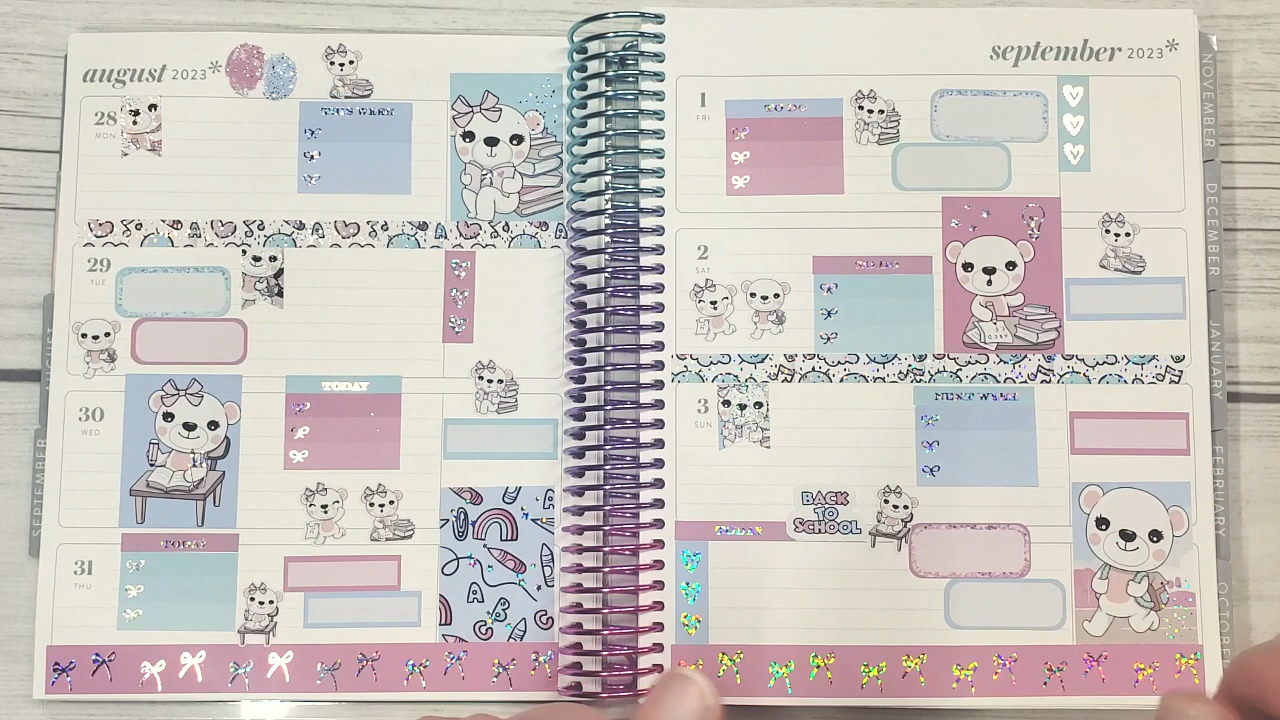 august 2023*
28
MON
THIS WEEK
29
TUE
30
WED
TODAY
31
THU
TODAY
A
A
B
C
C
september 2023*
1
FRI
TO DO
2
SAT
TO DO
3
SUN
NEXT WEEK
BACK
TO
SCHOOL
TODAY
AUGUST
SEPTEMBER
NOVEMBER
DECEMBER
JANUARY
FEBRUARY
OCTOBER